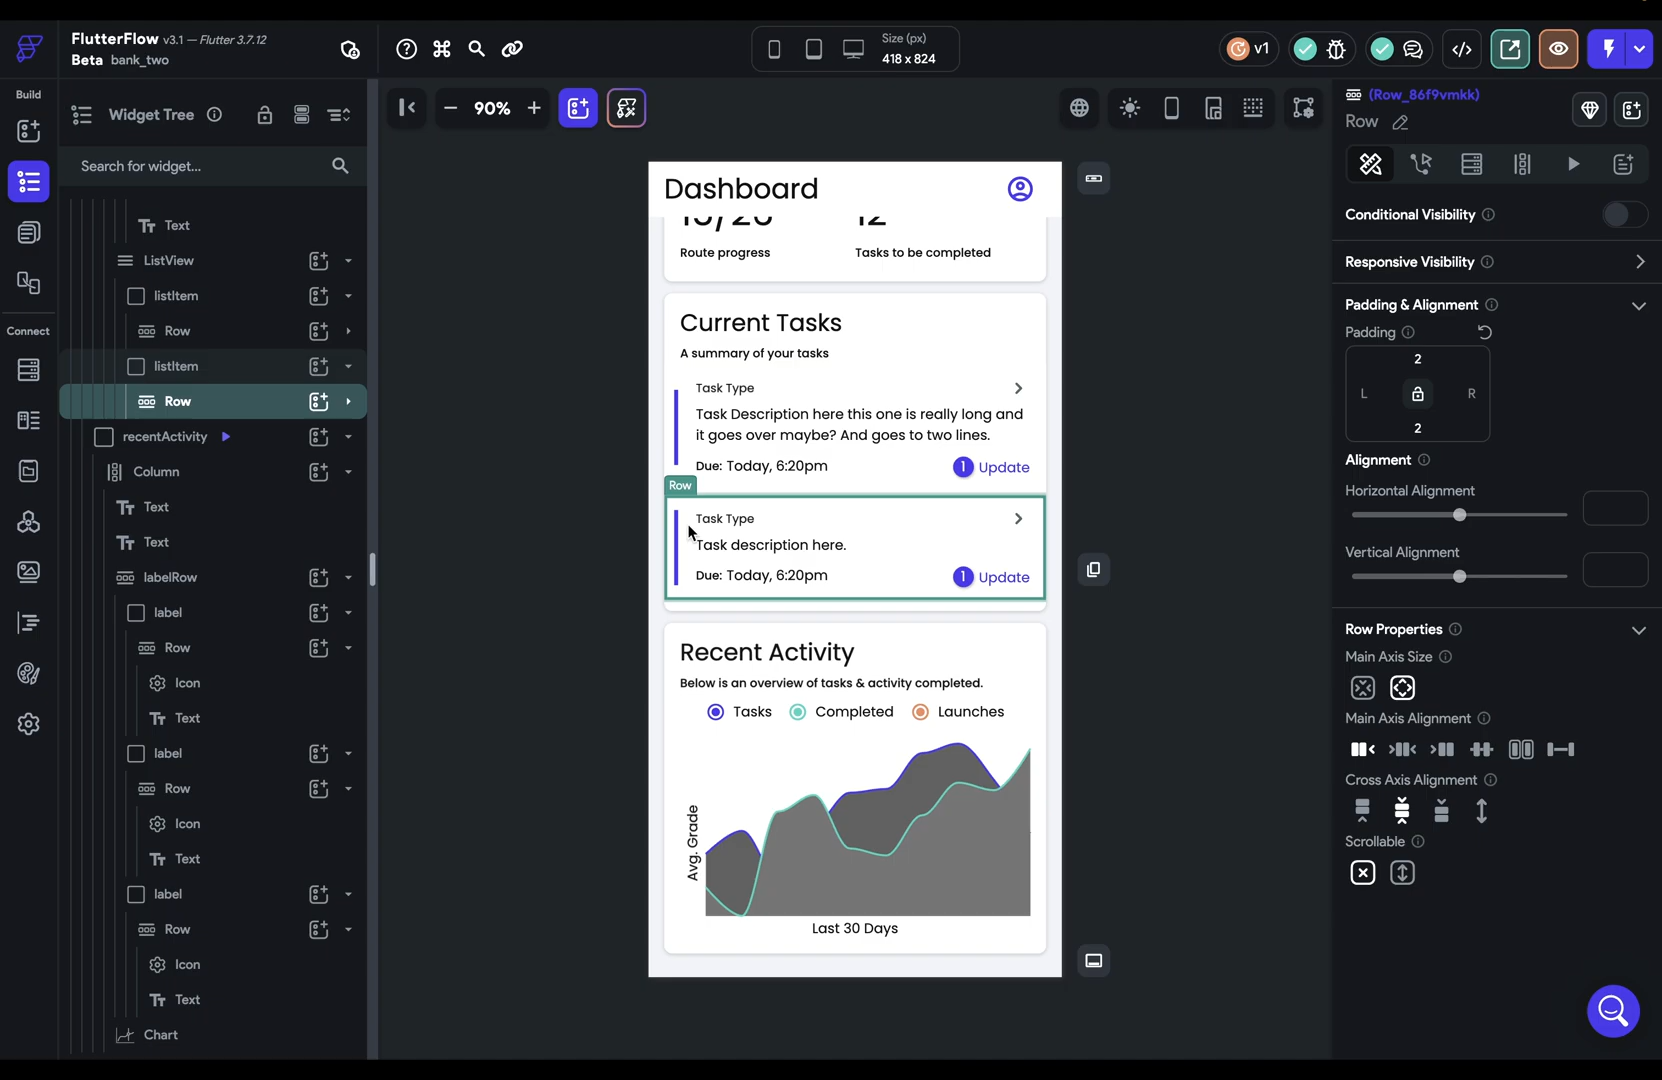 FlutterFlow v3.1 — Flutter 3.7.12
Beta bank_two
Size (px)
418 x 824
v1
Build
Connect
Widget Tree
90%
Search for widget...
Text
ListView
listItem
Row
listItem
Row
recentActivity
Column
Text
Text
labelRow
label
Row
Icon
Text
label
Row
Icon
Text
label
Row
Icon
Text
Chart
Dashboard
Route progress
12
Tasks to be completed
Current Tasks
A summary of your tasks
Task Type
Task Description here this one is really long and
it goes over maybe? And goes to two lines.
Due: Today, 6:20pm
1 Update
Row
Task Type
Task description here.
Due: Today, 6:20pm
1 Update
Recent Activity
Below is an overview of tasks & activity completed.
Tasks Completed Launches
Avg. Grade
Last 30 Days
(Row_86f9vmkk)
Row
Conditional Visibility
Responsive Visibility
Padding & Alignment
Padding
2
L R
2
Alignment
Horizontal Alignment
Vertical Alignment
Row Properties
Main Axis Size
Main Axis Alignment
Cross Axis Alignment
Scrollable